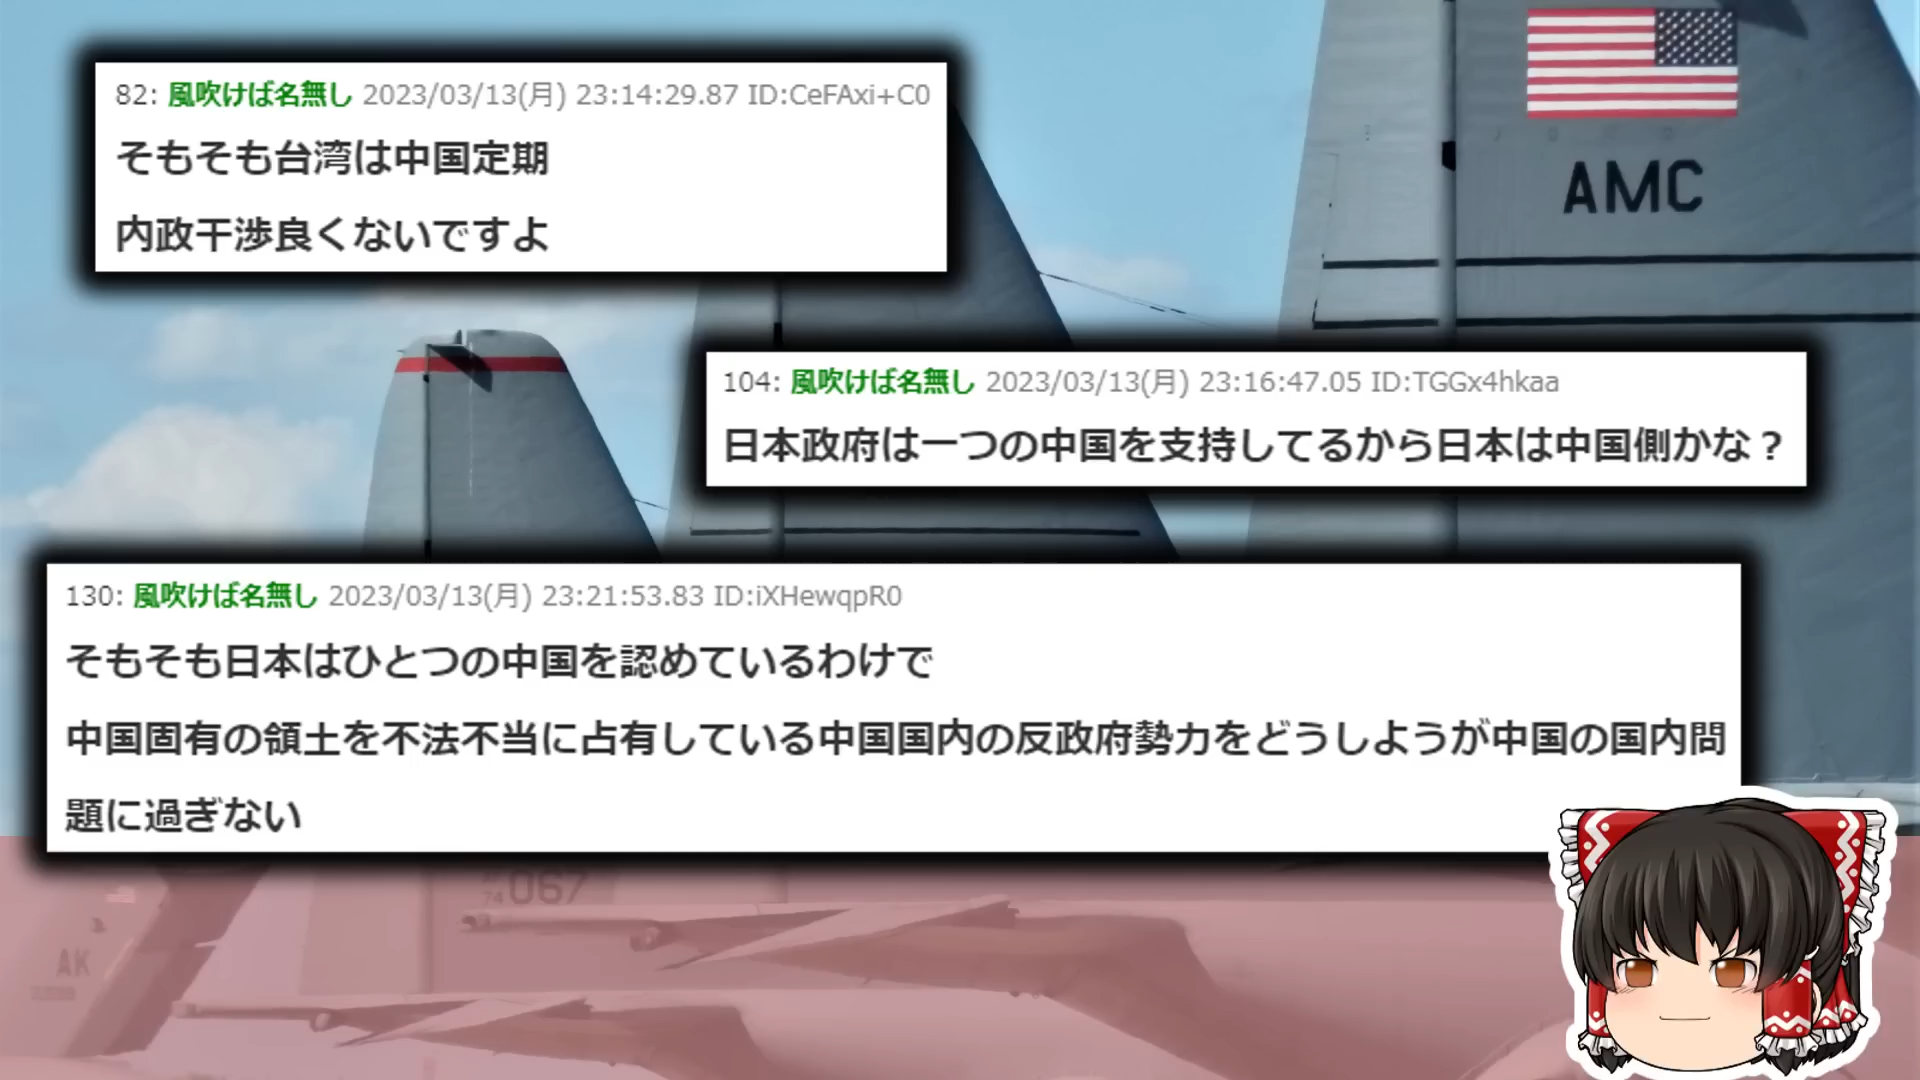 AMC
82: 風吹けば名無し 2023/03/13(月) 23:14:29.87 ID:CeFAxi+C0
そもそも台湾は中国定期
内政干渉良くないですよ
104: 風吹けば名無し 2023/03/13(月) 23:16:47.05 ID:TGGx4hkaa
日本政府は一つの中国を支持してるから日本は中国側かな？
130: 風吹けば名無し 2023/03/13(月) 23:21:53.83 ID:iXHewqpR0
そもそも日本はひとつの中国を認めているわけで
中国固有の領土を不法不当に占有している中国国内の反政府勢力をどうしようが中国の国内問
題に過ぎない
74 067
AK